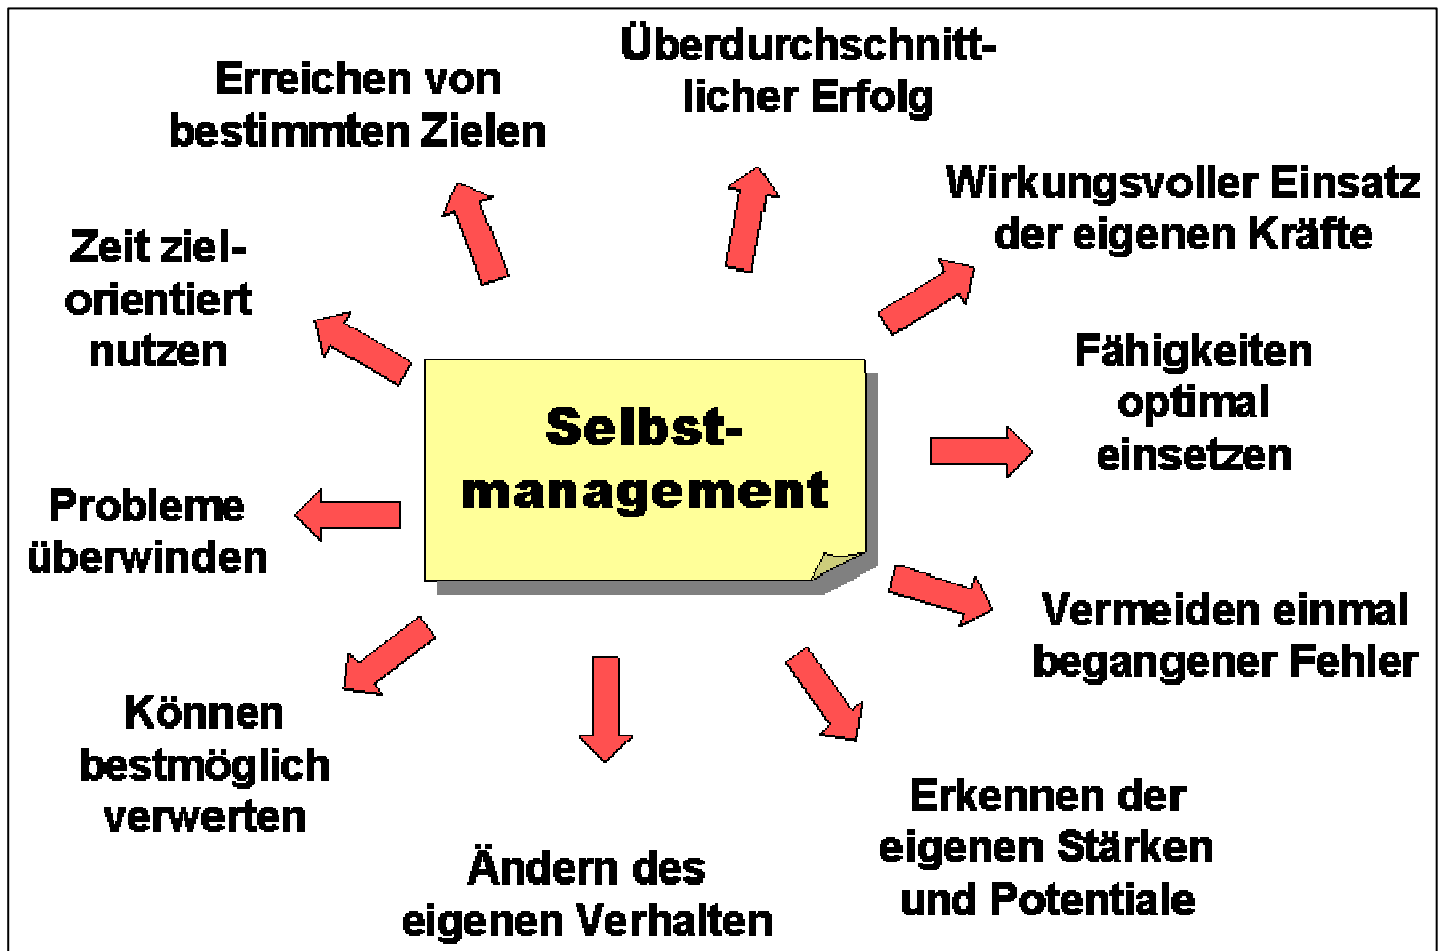 Überdurchschnitt-
licher Erfolg
Erreichen von
bestimmten Zielen
Wirkungsvoller Einsatz
der eigenen Kräfte
Zeit ziel-
orientiert
nutzen
Fähigkeiten
optimal
einsetzen
Selbst-
management
Probleme
überwinden
Vermeiden einmal
begangener Fehler
Können
bestmöglich
verwerten
Erkennen der
eigenen Stärken
und Potentiale
Ändern des
eigenen Verhalten